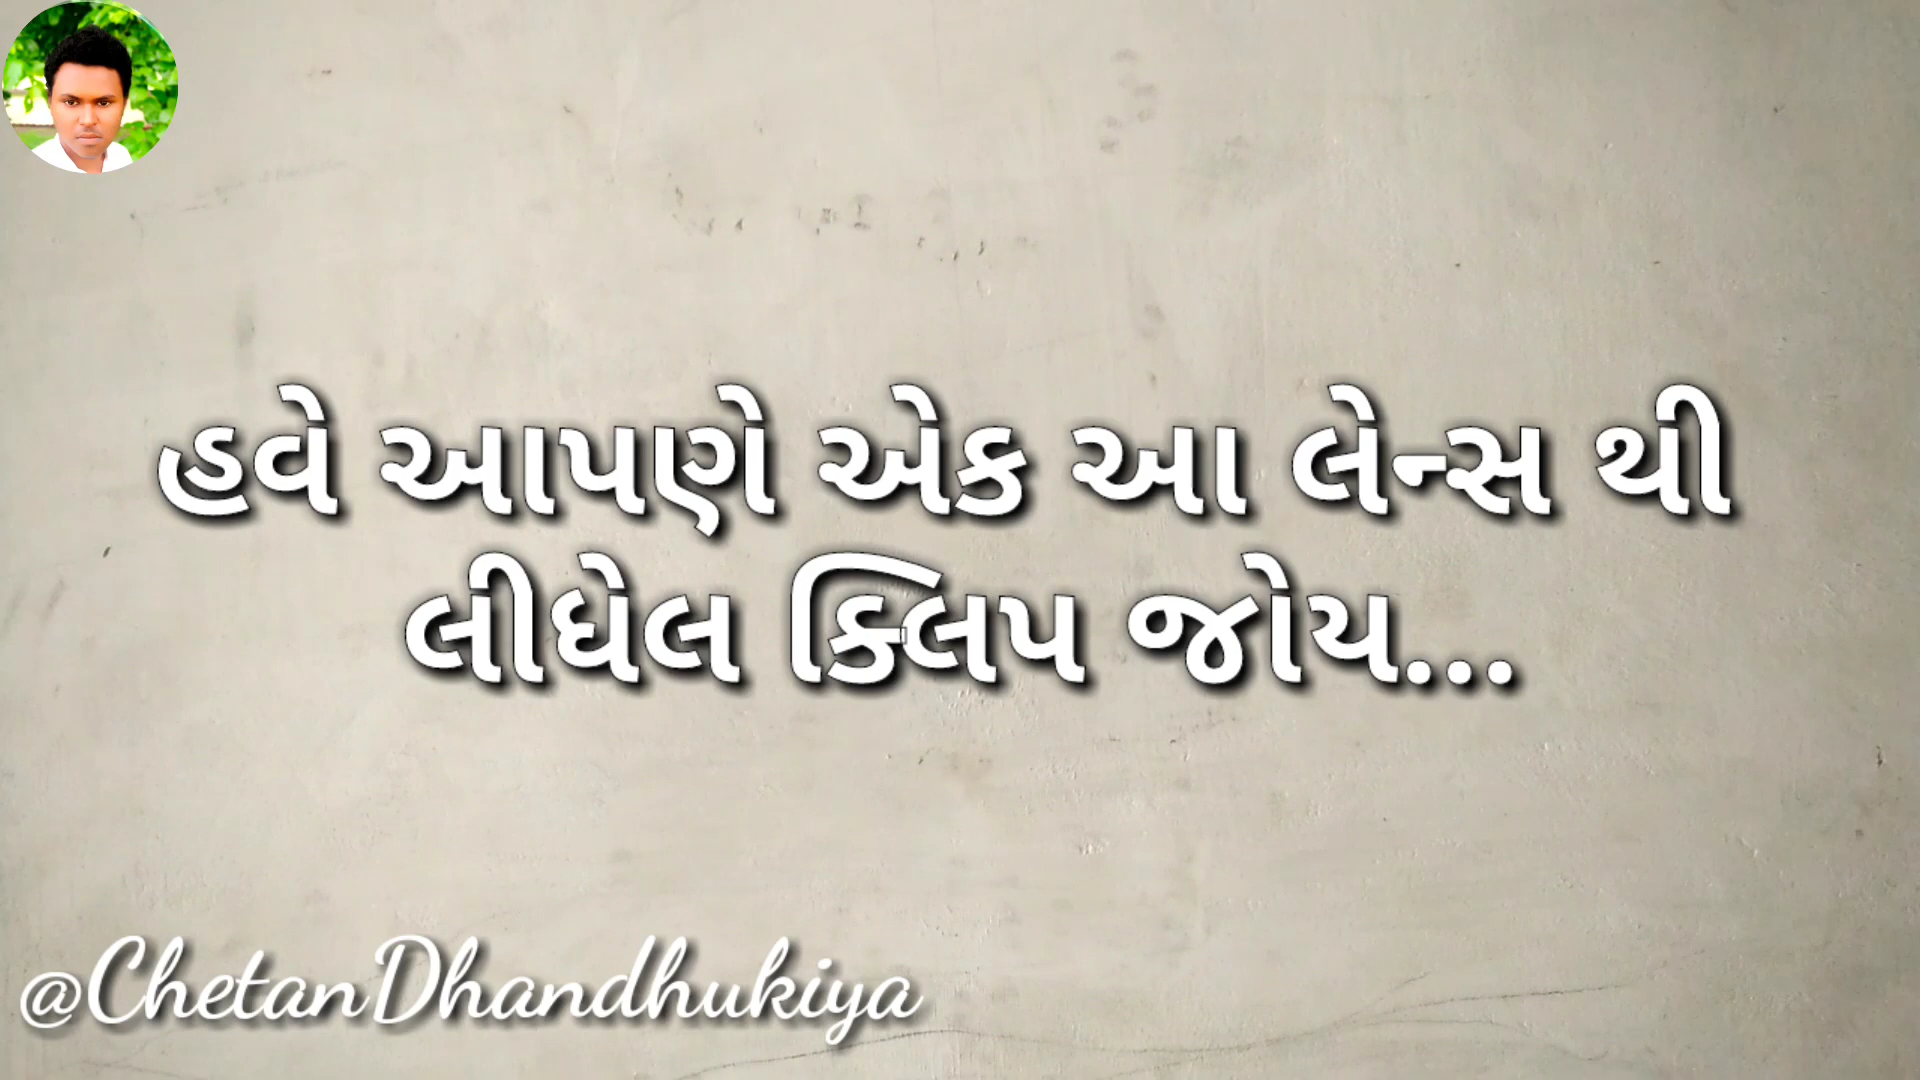 હવે આપણે એક આ લેન્સ થી
લીધેલ ક્લિપ જોય...
@ChetanDhandhukiya